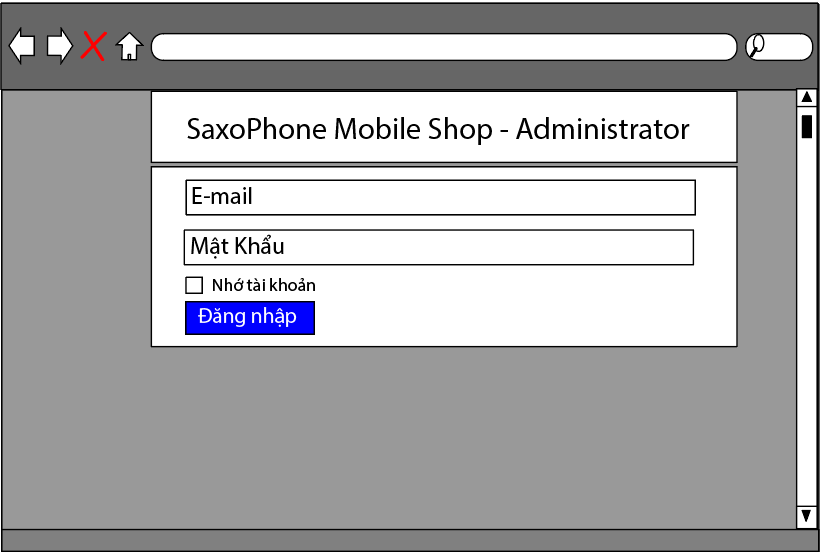 SaxoPhone Mobile Shop - Administrator
E-mail
Mật Khẩu
Nhớ tài khoản
Đăng nhập